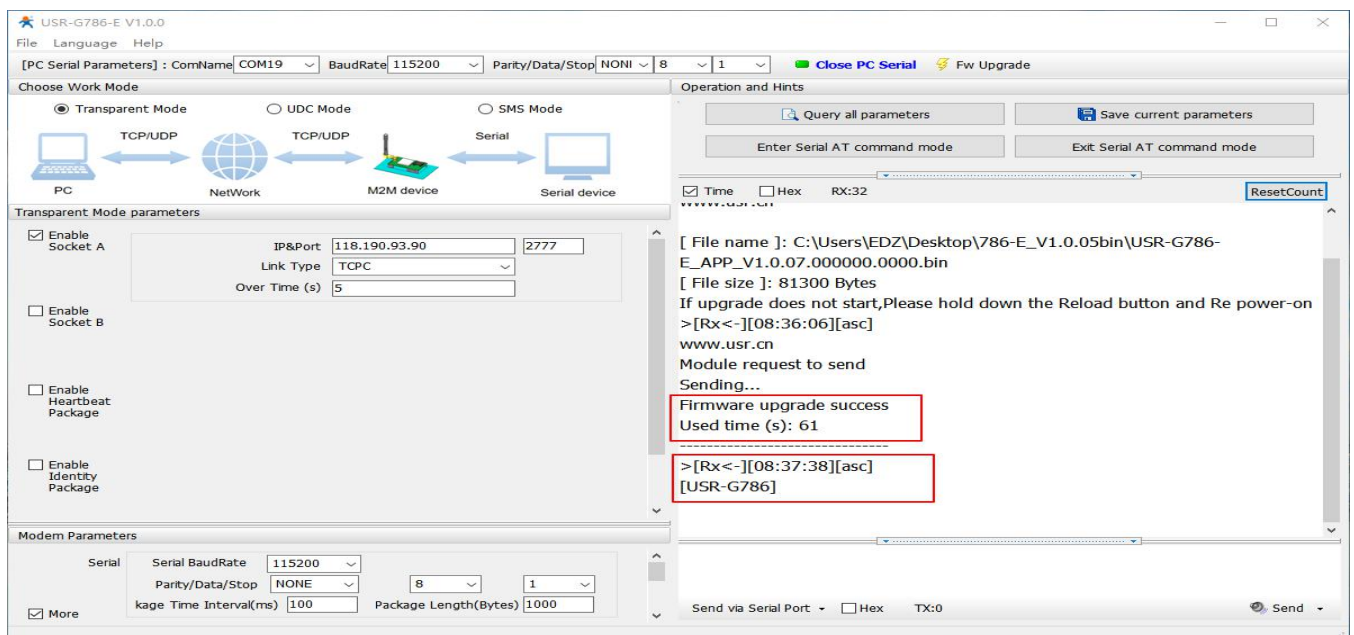 USR-G786-E V1.0.0
File Language Help
[PC Serial Parameters] : ComName COM19 BaudRate 115200 Parity/Data/Stop NONI 8 1 Close PC Serial Fw Upgrade
Choose Work Mode
Transparent Mode UDC Mode SMS Mode
TCP/UDP TCP/UDP Serial
PC NetWork M2M device Serial device
Transparent Mode parameters
Enable
Socket A
IP&Port 118.190.93.90 2777
Link Type TCPC
Over Time (s) 5
Enable
Socket B
Enable
Heartbeat
Package
Enable
Identity
Package
Modem Parameters
Serial Serial BaudRate 115200
Parity/Data/Stop NONE 8 1
kage Time Interval(ms) 100 Package Length(Bytes) 1000
More
Operation and Hints
Query all parameters Save current parameters
Enter Serial AT command mode Exit Serial AT command mode
Time Hex RX:32 ResetCount
www.usr.cn
[ File name ]: C:\Users\EDZ\Desktop\786-E_V1.0.05bin\USR-G786-
E_APP_V1.0.07.000000.0000.bin
[ File size ]: 81300 Bytes
If upgrade does not start,Please hold down the Reload button and Re power-on
>[Rx<-][08:36:06][asc]
www.usr.cn
Module request to send
Sending...
Firmware upgrade success
Used time (s): 61
-------------------------------
>[Rx<-][08:37:38][asc]
[USR-G786]
Send via Serial Port Hex TX:0 Send